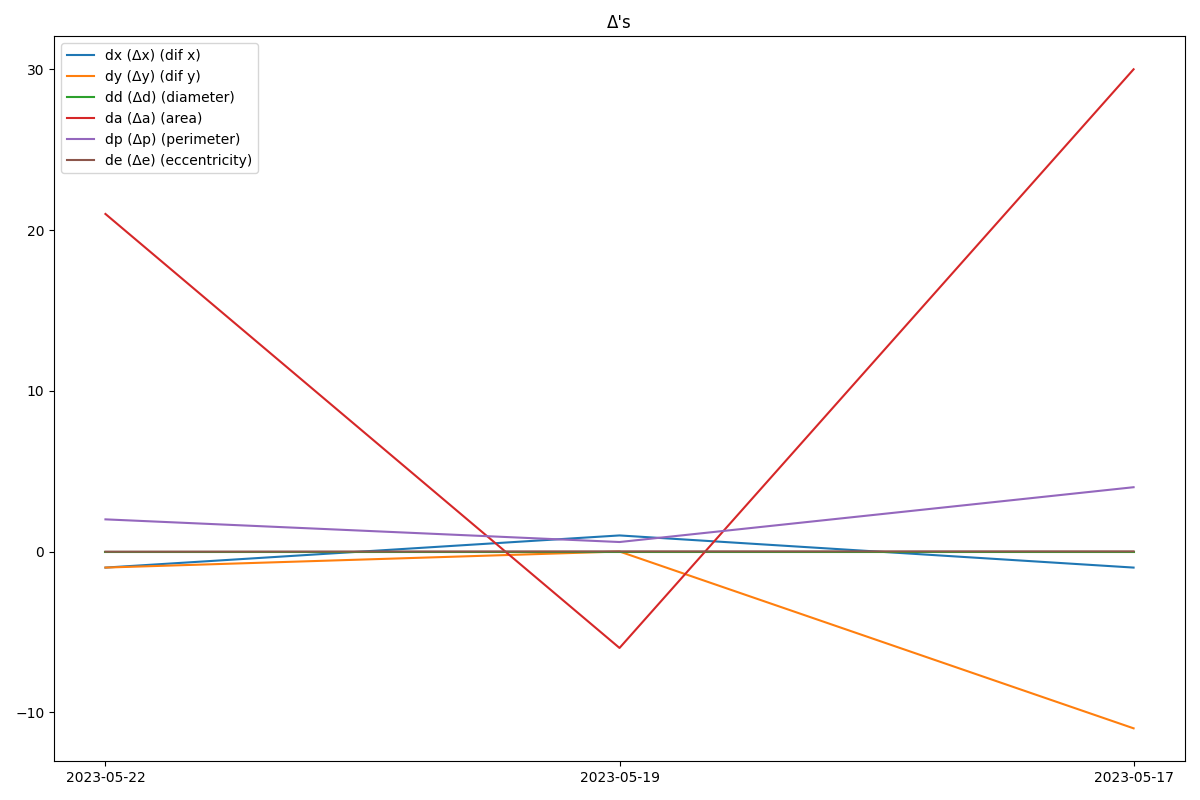 Δ's
dx (Δx) (dif x)
dy (Δy) (dif y)
dd (Δd) (diameter)
da (Δa) (area)
dp (Δp) (perimeter)
de (Δe) (eccentricity)
30
20
10
0
−10
2023-05-22
2023-05-19
2023-05-17